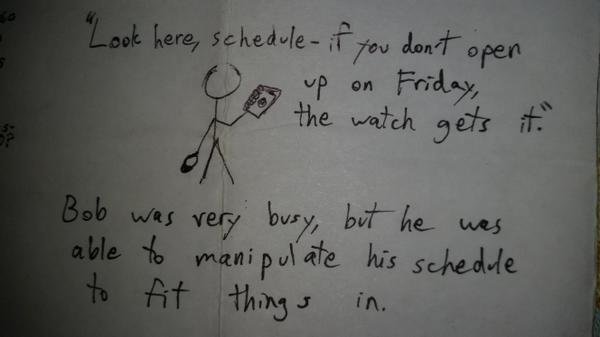 "Look here, schedule - if you don't open
up on Friday,
the watch gets it."
Bob was very busy, but he was
able to manipulate his schedule
to fit things in.